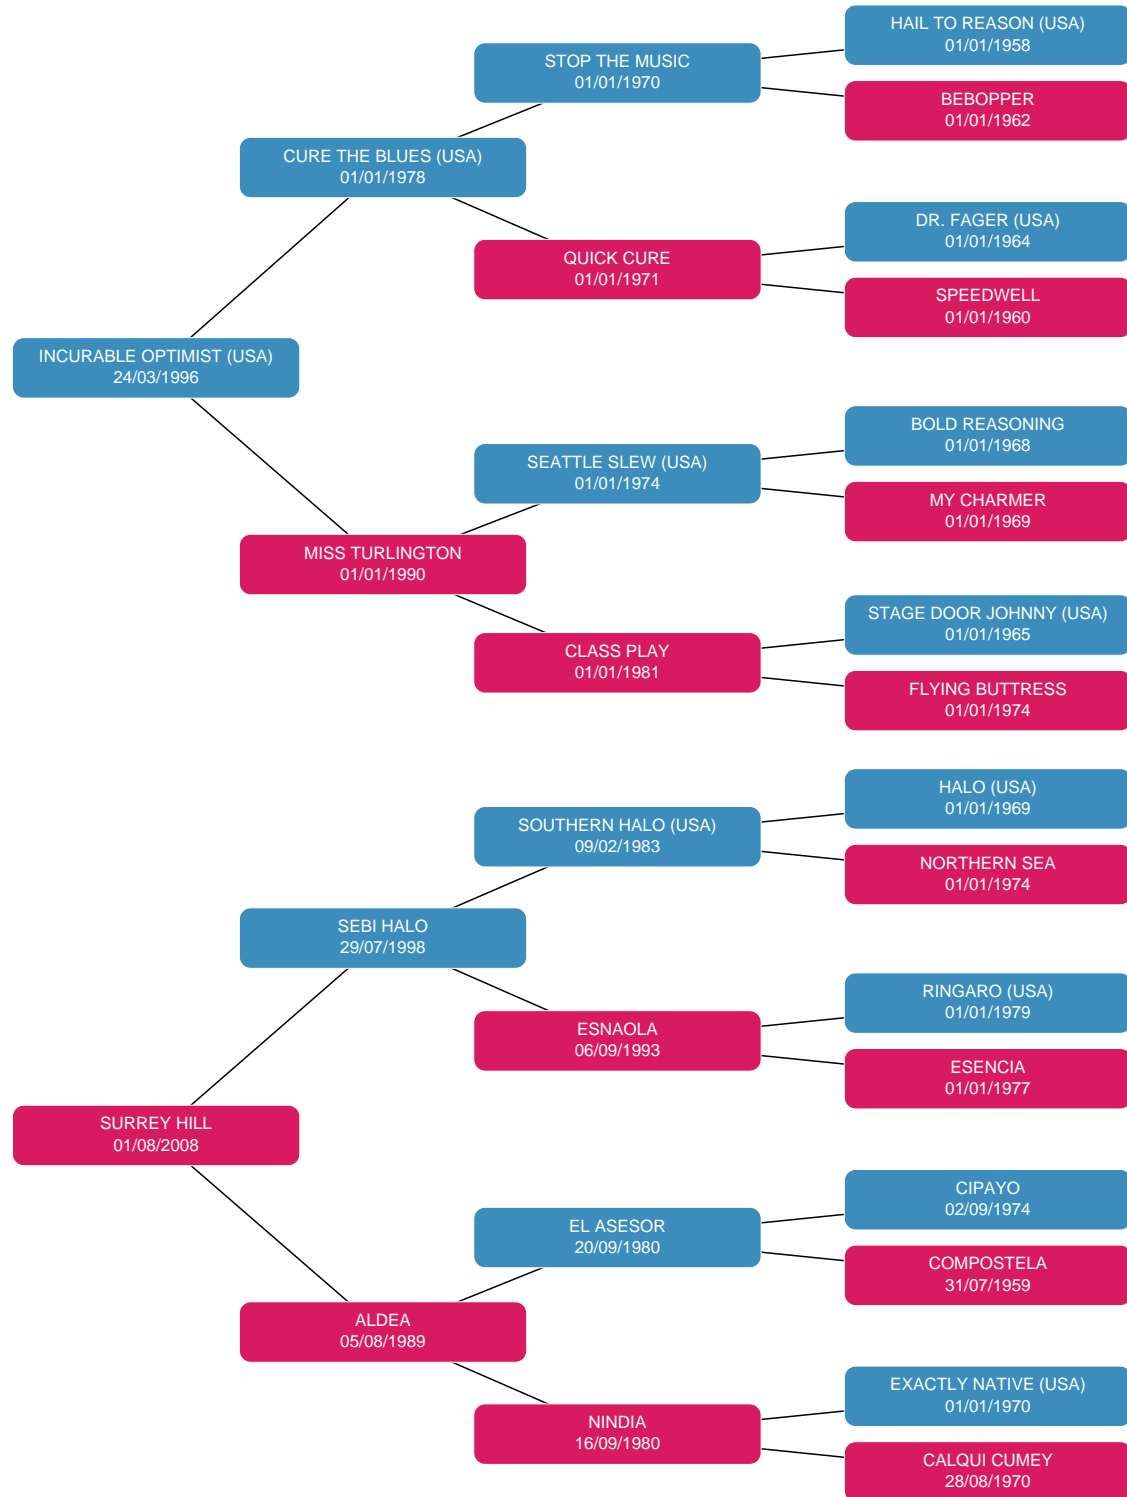 HAIL TO REASON (USA)
01/01/1958
STOP THE MUSIC
01/01/1970
BEBOPPER
01/01/1962
CURE THE BLUES (USA)
01/01/1978
DR. FAGER (USA)
01/01/1964
QUICK CURE
01/01/1971
SPEEDWELL
01/01/1960
INCURABLE OPTIMIST (USA)
24/03/1996
BOLD REASONING
01/01/1968
SEATTLE SLEW (USA)
01/01/1974
MY CHARMER
01/01/1969
MISS TURLINGTON
01/01/1990
STAGE DOOR JOHNNY (USA)
01/01/1965
CLASS PLAY
01/01/1981
FLYING BUTTRESS
01/01/1974
HALO (USA)
01/01/1969
SOUTHERN HALO (USA)
09/02/1983
NORTHERN SEA
01/01/1974
SEBI HALO
29/07/1998
RINGARO (USA)
01/01/1979
ESNAOLA
06/09/1993
ESENCIA
01/01/1977
SURREY HILL
01/08/2008
CIPAYO
02/09/1974
EL ASESOR
20/09/1980
COMPOSTELA
31/07/1959
ALDEA
05/08/1989
EXACTLY NATIVE (USA)
01/01/1970
NINDIA
16/09/1980
CALQUI CUMEY
28/08/1970